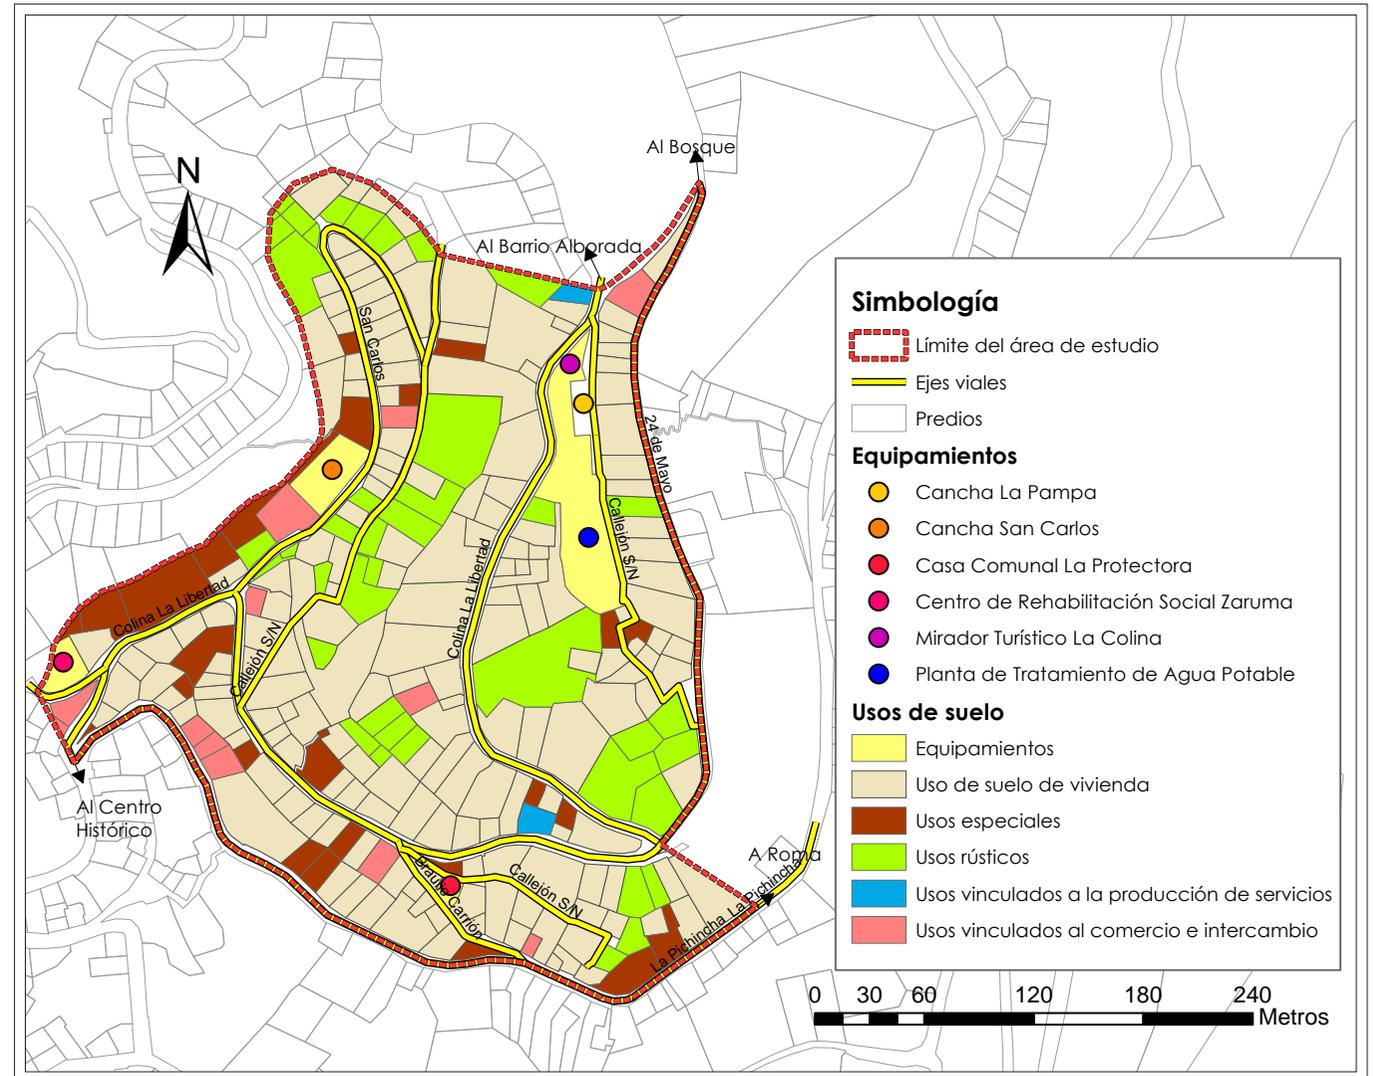 N
Al Bosque
Al Barrio Alborada
San Carlos
24 de Mayo
Callejón S/N
Colina La Libertad
Colina La Libertad
Callejón S/N
Al Centro
Histórico
Braulio Carrión
Callejón S/N
A Roma
La Pichincha
La Pichincha
Simbología
Límite del área de estudio
Ejes viales
Predios
Equipamientos
Cancha La Pampa
Cancha San Carlos
Casa Comunal La Protectora
Centro de Rehabilitación Social Zaruma
Mirador Turístico La Colina
Planta de Tratamiento de Agua Potable
Usos de suelo
Equipamientos
Uso de suelo de vivienda
Usos especiales
Usos rústicos
Usos vinculados a la producción de servicios
Usos vinculados al comercio e intercambio
0 30 60 120 180 240
Metros